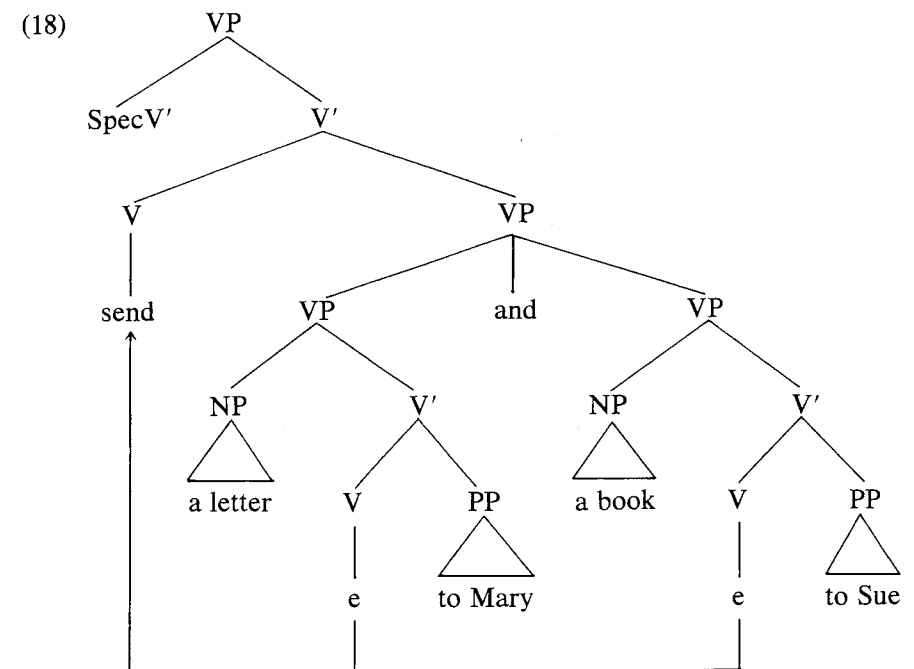 (18) VP
SpecV′ V′
V VP
send VP and VP
NP V′ NP V′
a letter V PP a book V PP
e to Mary e to Sue